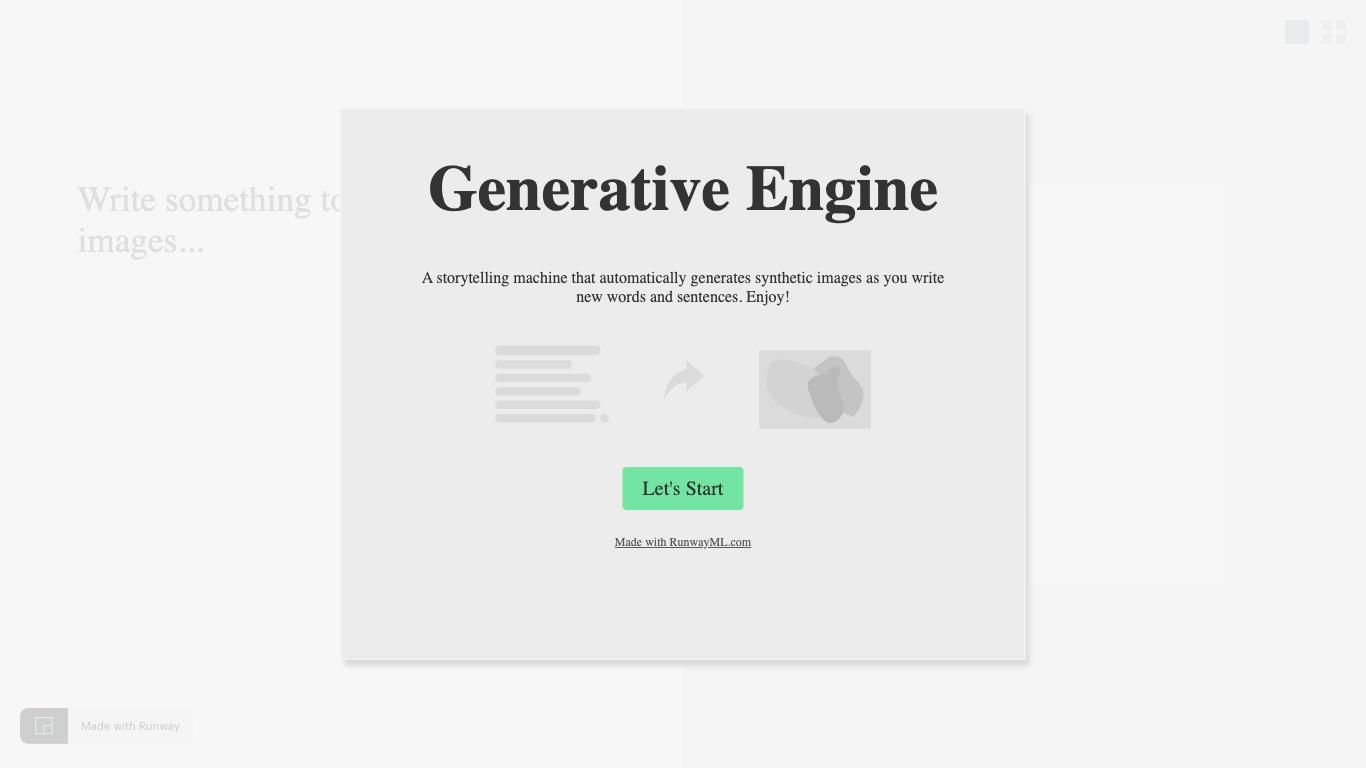 Generative Engine
A storytelling machine that automatically generates synthetic images as you write
new words and sentences. Enjoy!
Let's Start
Made with RunwayML.com
Write something to
images...
Made with Runway